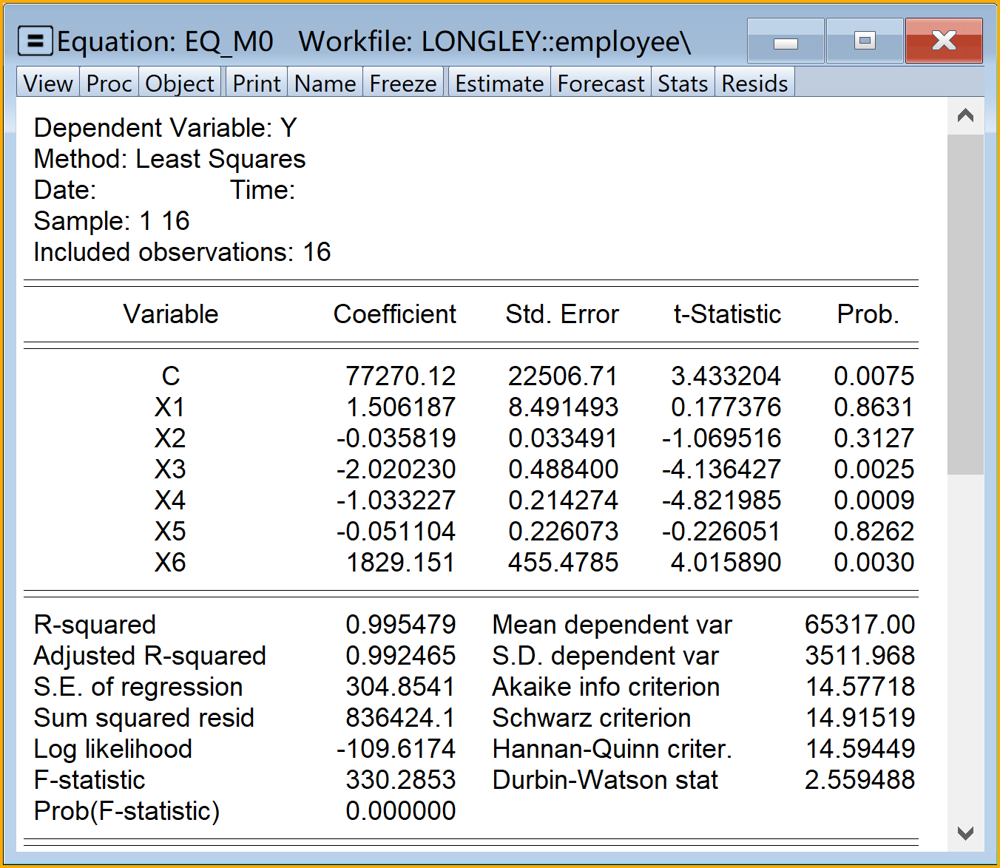 Equation: EQ_M0 Workfile: LONGLEY::employee\
View Proc Object Print Name Freeze Estimate Forecast Stats Resids
Dependent Variable: Y
Method: Least Squares
Date: Time:
Sample: 1 16
Included observations: 16
Variable Coefficient Std. Error t-Statistic Prob.
C 77270.12 22506.71 3.433204 0.0075
X1 1.506187 8.491493 0.177376 0.8631
X2 -0.035819 0.033491 -1.069516 0.3127
X3 -2.020230 0.488400 -4.136427 0.0025
X4 -1.033227 0.214274 -4.821985 0.0009
X5 -0.051104 0.226073 -0.226051 0.8262
X6 1829.151 455.4785 4.015890 0.0030
R-squared 0.995479 Mean dependent var 65317.00
Adjusted R-squared 0.992465 S.D. dependent var 3511.968
S.E. of regression 304.8541 Akaike info criterion 14.57718
Sum squared resid 836424.1 Schwarz criterion 14.91519
Log likelihood -109.6174 Hannan-Quinn criter. 14.59449
F-statistic 330.2853 Durbin-Watson stat 2.559488
Prob(F-statistic) 0.000000